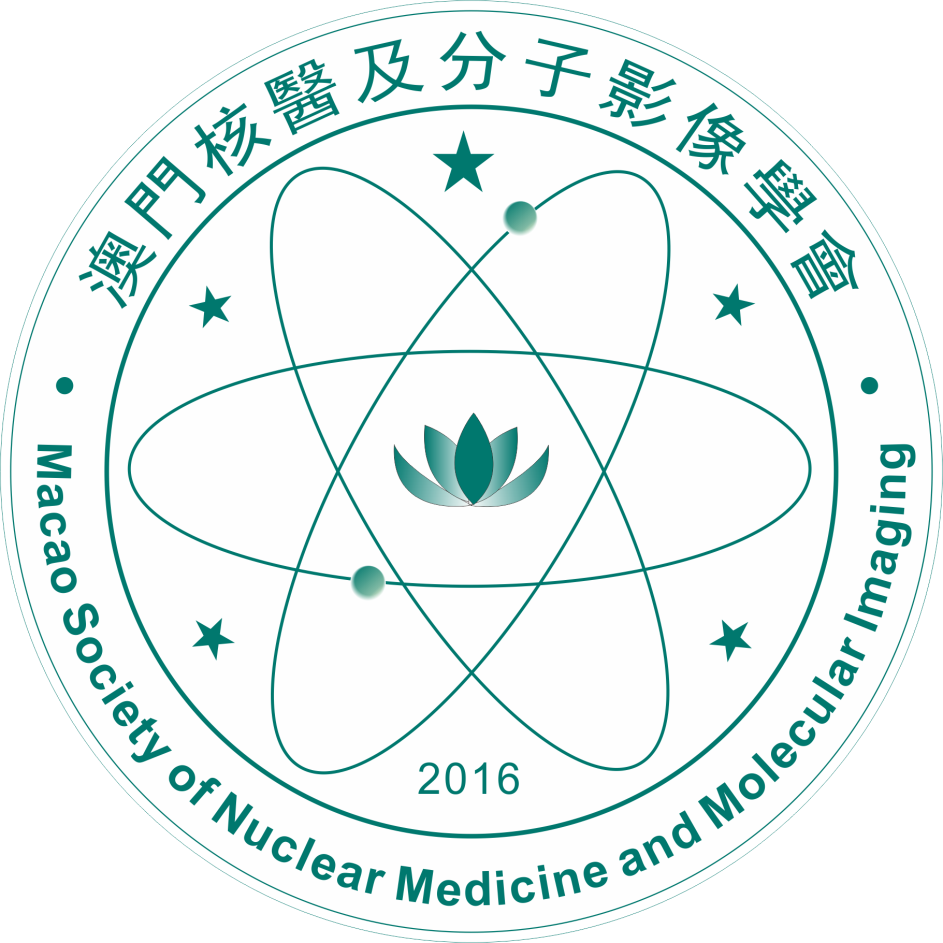 澳門核醫及分子影像學會
2016
Macao Society of Nuclear Medicine and Molecular Imaging